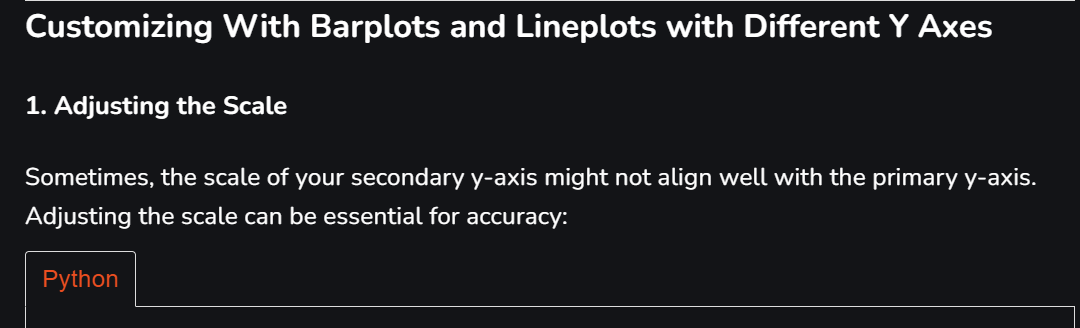 Customizing With Barplots and Lineplots with Different Y Axes
1. Adjusting the Scale
Sometimes, the scale of your secondary y-axis might not align well with the primary y-axis.
Adjusting the scale can be essential for accuracy:
Python